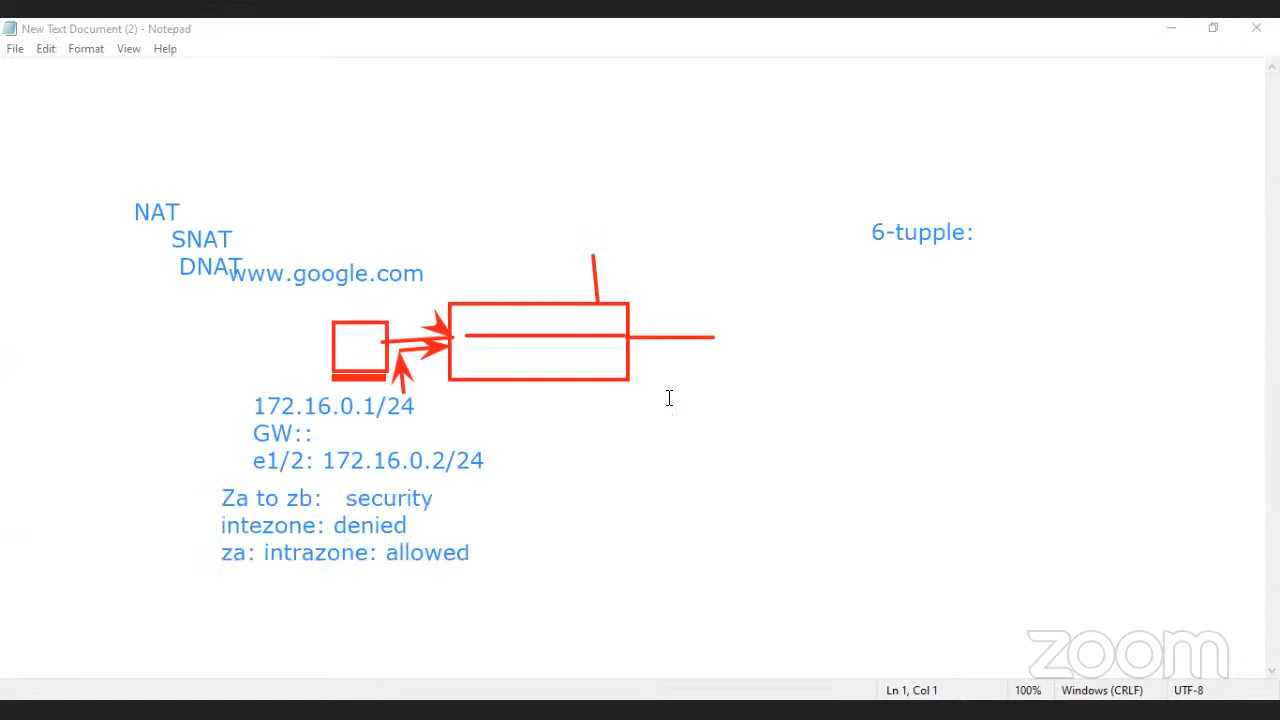 New Text Document (2) - Notepad
File Edit Format View Help
NAT
SNAT
DNAT
www.google.com
6-tupple:
172.16.0.1/24
GW::
e1/2: 172.16.0.2/24
Za to zb: security
intezone: denied
za: intrazone: allowed
zoom
Ln 1, Col 1 100% Windows (CRLF) UTF-8